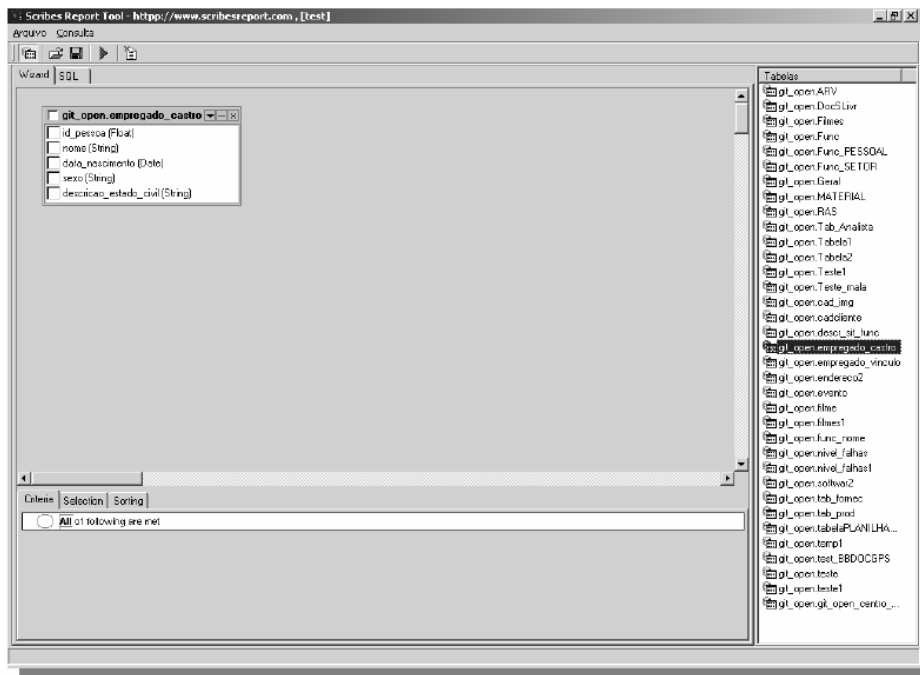 Scribes Report Tool - httpp://www.scribesreport.com , [test]
Arquivo Consulta
Wizard SQL
Tabelas
git_open.empregado_castro
id_pessoa (Float)
nome (String)
data_nascimento (Date)
sexo (String)
descricao_estado_civil (String)
git_open.ARV
git_open.DocSLivr
git_open.Filmes
git_open.Func
git_open.Func_PESSOAL
git_open.Func_SETOR
git_open.Geral
git_open.MATERIAL
git_open.RAS
git_open.Tab_Analista
git_open.Tabela1
git_open.Tabela2
git_open.Teste1
git_open.Teste_mala
git_open.cad_img
git_open.cadcliente
git_open.descr_sit_func
git_open.empregado_castro
git_open.empregado_vinculo
git_open.endereco2
git_open.evento
git_open.filme
git_open.filmes1
git_open.func_nome
git_open.nivel_falhas
git_open.nivel_falhas1
git_open.softwar2
git_open.tab_fornec
git_open.tab_prod
git_open.tabelaPLANILHA...
git_open.temp1
git_open.test_BBDOCGPS
git_open.teste
git_open.teste1
git_open.git_open_centro_...
Criteria Selection Sorting
All of following are met